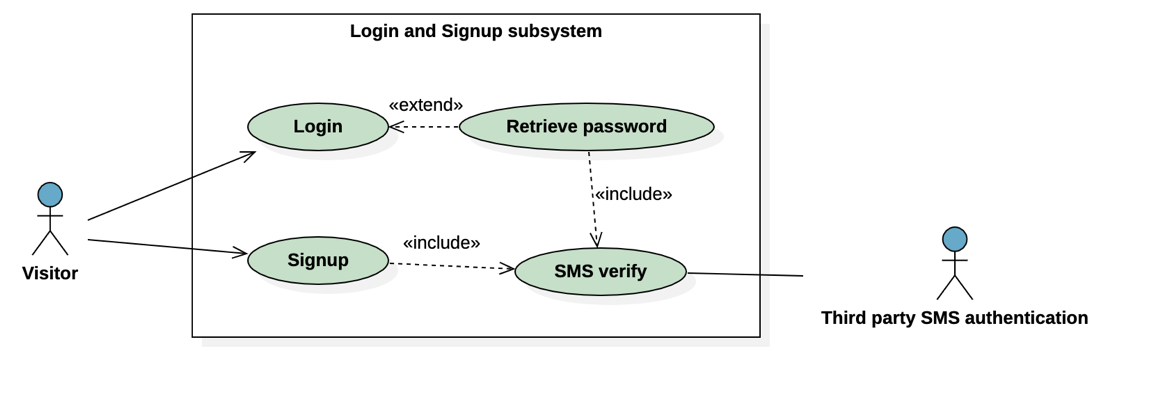 Login and Signup subsystem
«extend»
Login
Retrieve password
«include»
Visitor
Signup
«include»
SMS verify
Third party SMS authentication